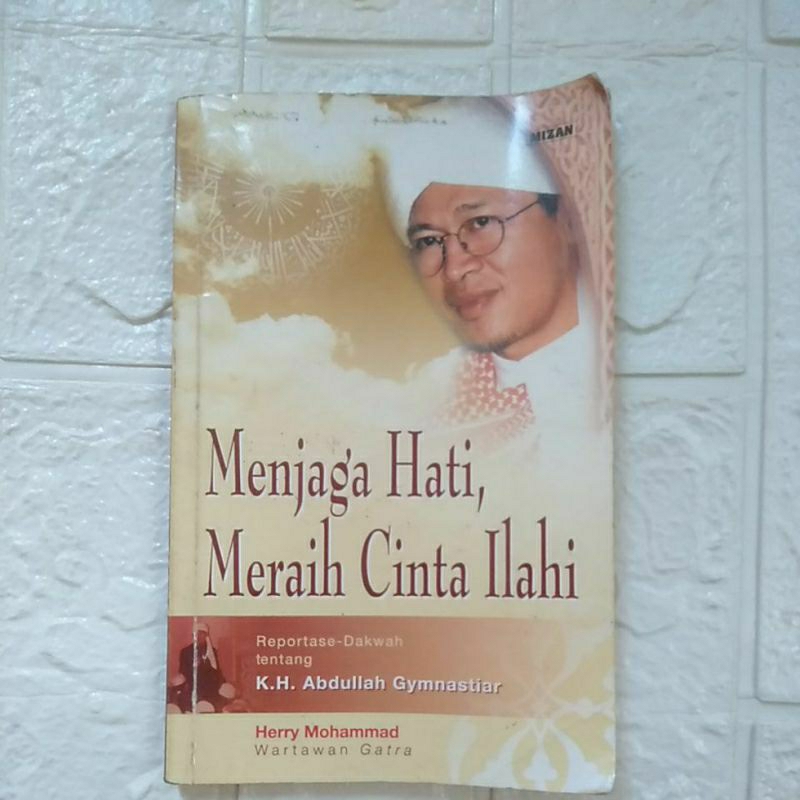 MIZAN
Menjaga Hati,
Meraih Cinta Ilahi
Reportase-Dakwah
tentang
K.H. Abdullah Gymnastiar
Herry Mohammad
Wartawan Gatra